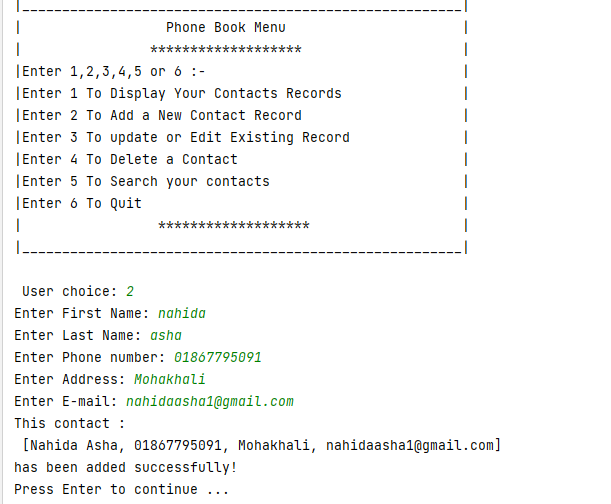 |_______________________________________________________|
| Phone Book Menu |
| ******************* |
|Enter 1,2,3,4,5 or 6 :- |
|Enter 1 To Display Your Contacts Records |
|Enter 2 To Add a New Contact Record |
|Enter 3 To update or Edit Existing Record |
|Enter 4 To Delete a Contact |
|Enter 5 To Search your contacts |
|Enter 6 To Quit |
| ******************* |
|_______________________________________________________|
User choice: 2
Enter First Name: nahida
Enter Last Name: asha
Enter Phone number: 01867795091
Enter Address: Mohakhali
Enter E-mail: nahidaasha1@gmail.com
This contact :
[Nahida Asha, 01867795091, Mohakhali, nahidaasha1@gmail.com]
has been added successfully!
Press Enter to continue ...